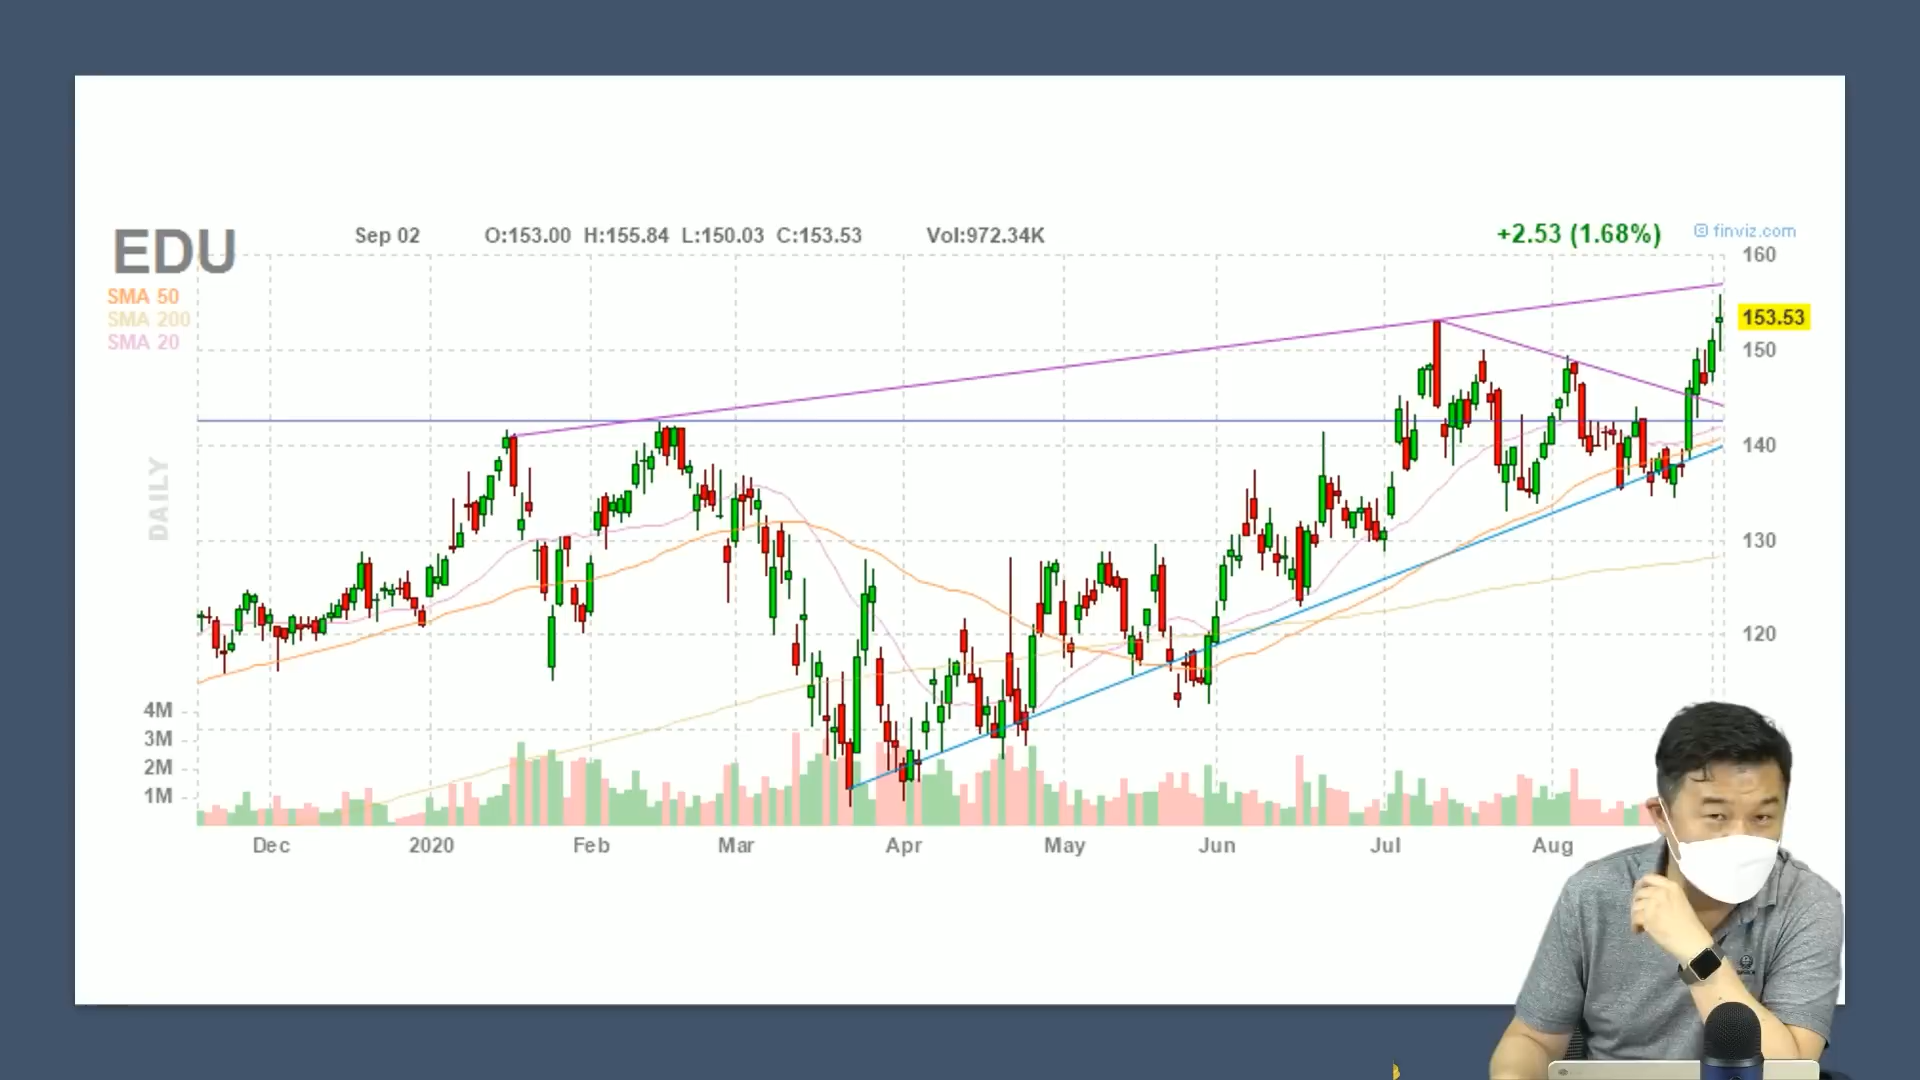 EDU
Sep 02 O:153.00 H:155.84 L:150.03 C:153.53 Vol:972.34K +2.53 (1.68%) © finviz.com
SMA 50
SMA 200
SMA 20
DAILY
160
153.53
150
140
130
120
4M
3M
2M
1M
Dec 2020 Feb Mar Apr May Jun Jul Aug